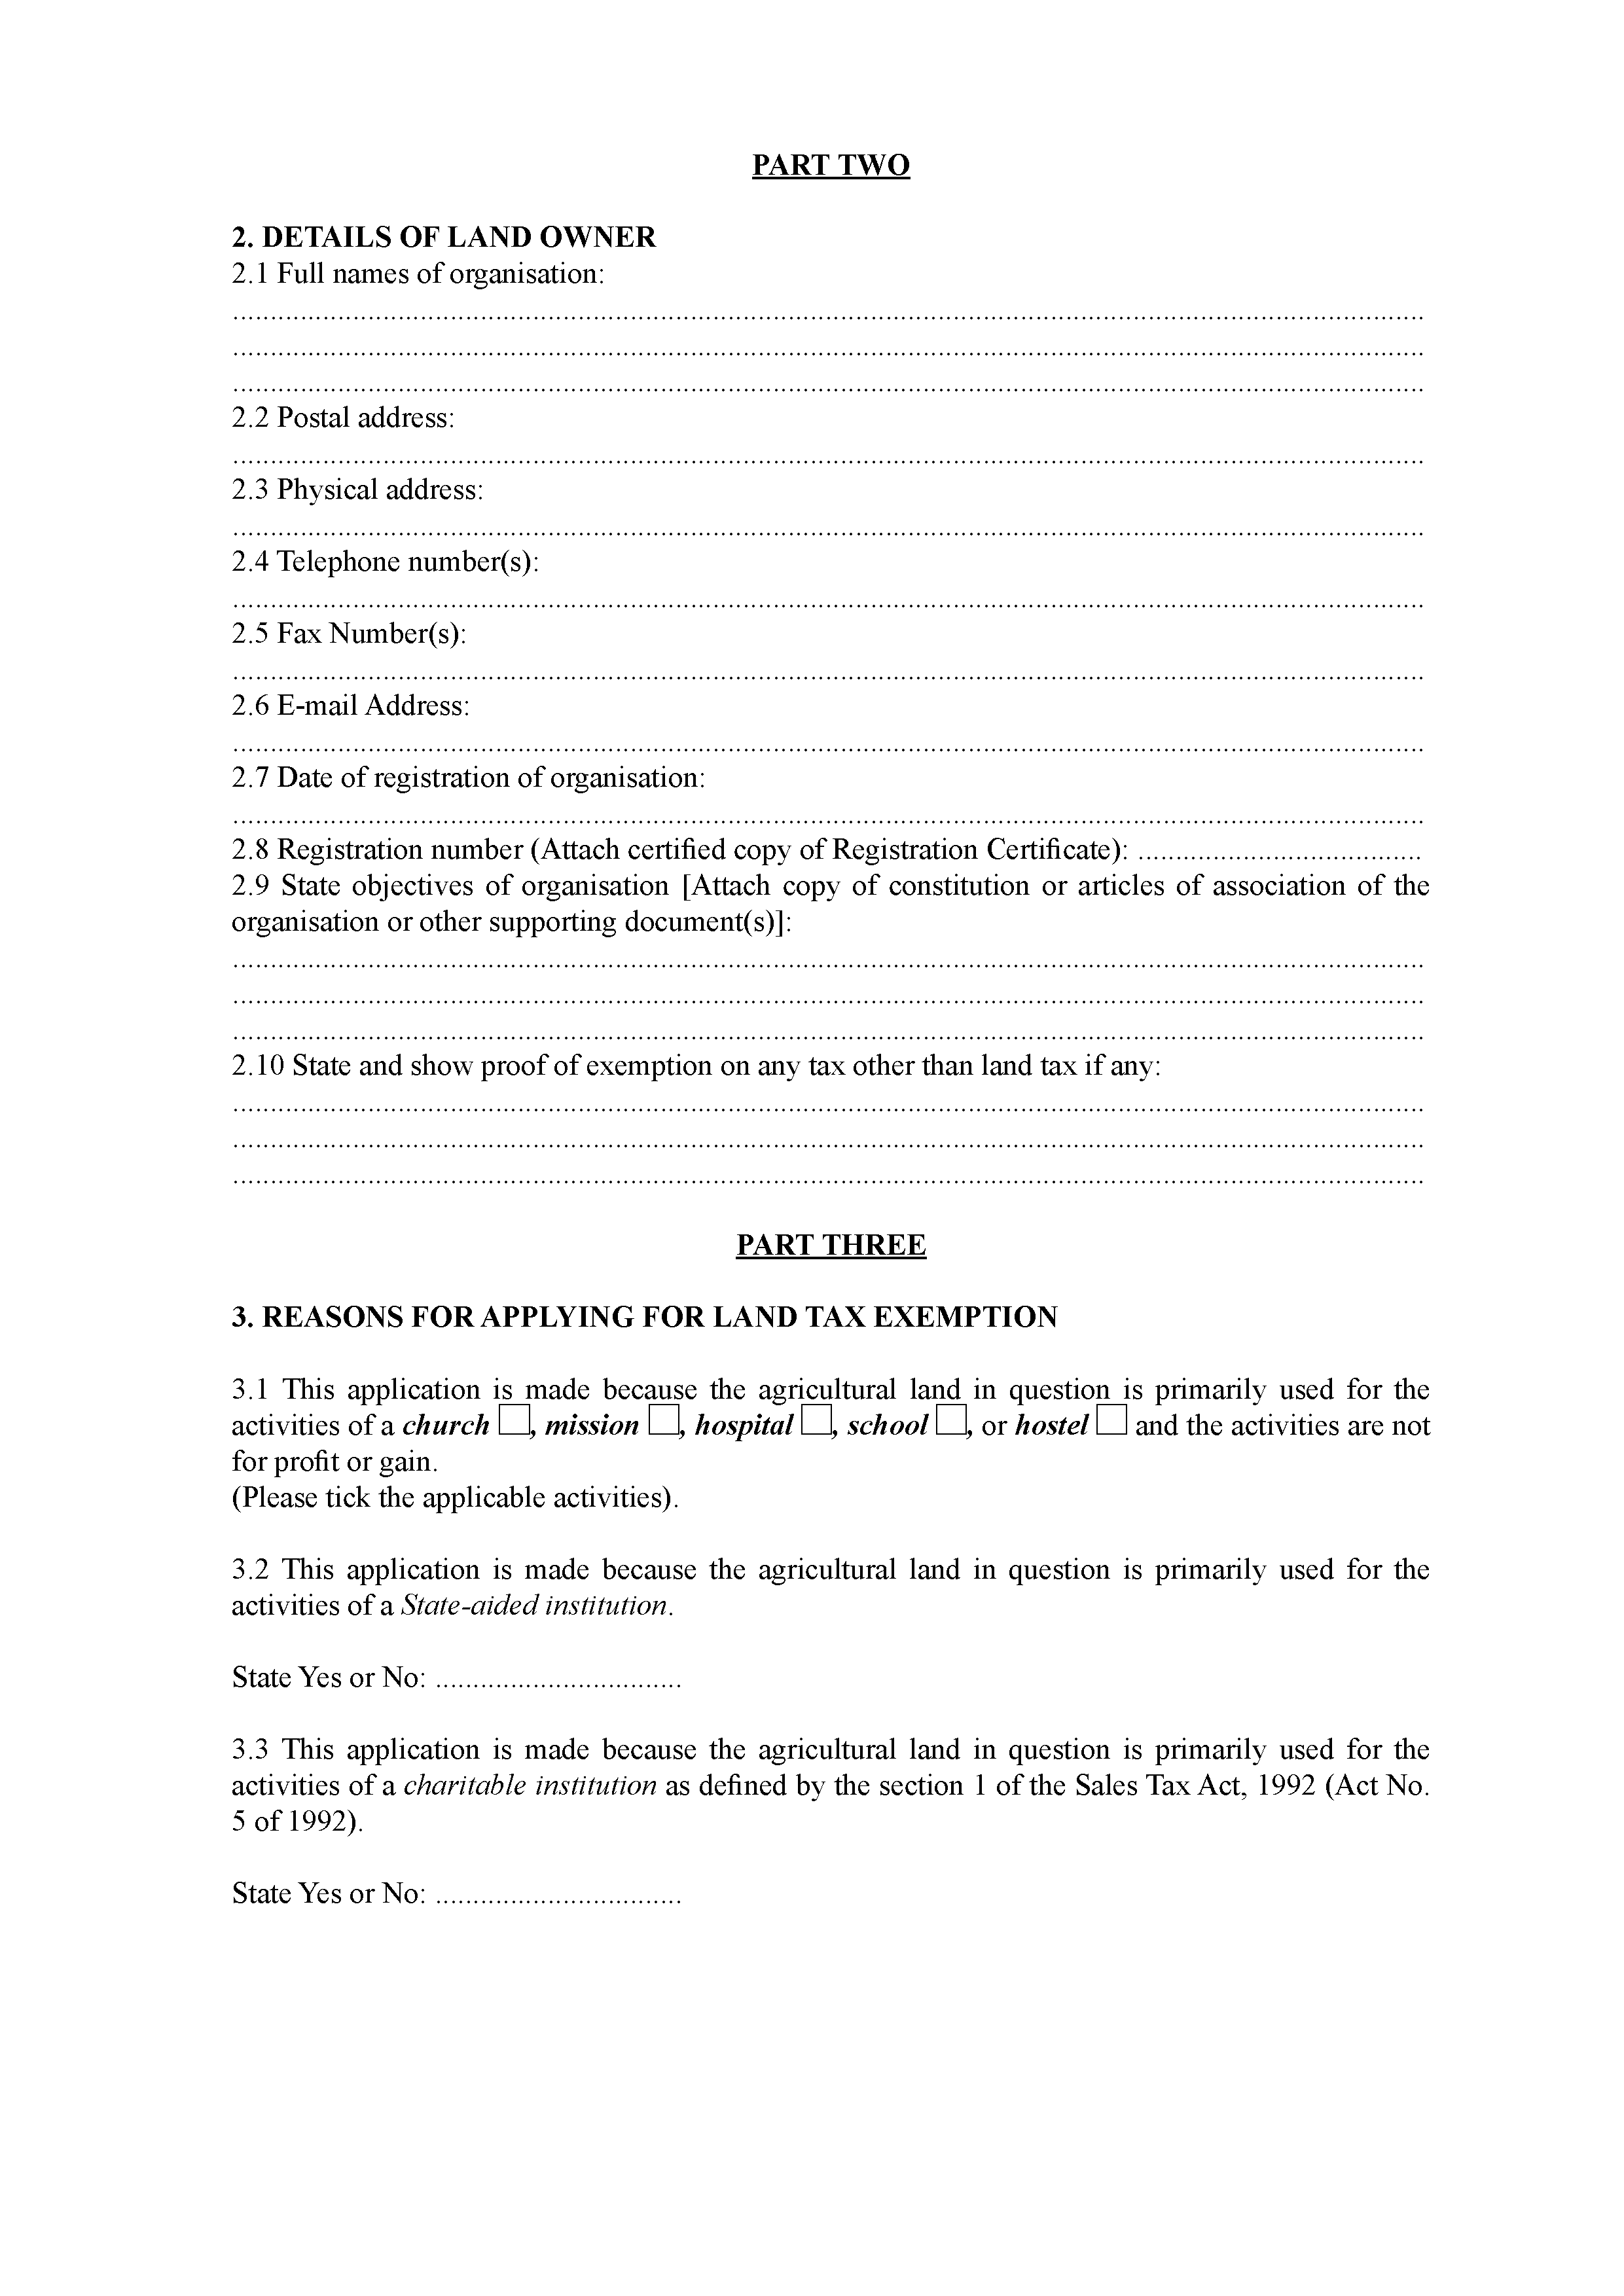 PART TWO
2. DETAILS OF LAND OWNER
2.1 Full names of organisation:
................................................................................
................................................................................
................................................................................
2.2 Postal address:
................................................................................
2.3 Physical address:
................................................................................
2.4 Telephone number(s):
................................................................................
2.5 Fax Number(s):
................................................................................
2.6 E-mail Address:
................................................................................
2.7 Date of registration of organisation:
................................................................................
2.8 Registration number (Attach certified copy of Registration Certificate): ......................................
2.9 State objectives of organisation [Attach copy of constitution or articles of association of the
organisation or other supporting document(s)]:
................................................................................
................................................................................
................................................................................
2.10 State and show proof of exemption on any tax other than land tax if any:
................................................................................
................................................................................
................................................................................
PART THREE
3. REASONS FOR APPLYING FOR LAND TAX EXEMPTION
3.1 This application is made because the agricultural land in question is primarily used for the
activities of a church ☐, mission ☐, hospital ☐, school ☐, or hostel ☐ and the activities are not
for profit or gain.
(Please tick the applicable activities).
3.2 This application is made because the agricultural land in question is primarily used for the
activities of a State-aided institution.
State Yes or No: .................................
3.3 This application is made because the agricultural land in question is primarily used for the
activities of a charitable institution as defined by the section 1 of the Sales Tax Act, 1992 (Act No.
5 of 1992).
State Yes or No: .................................